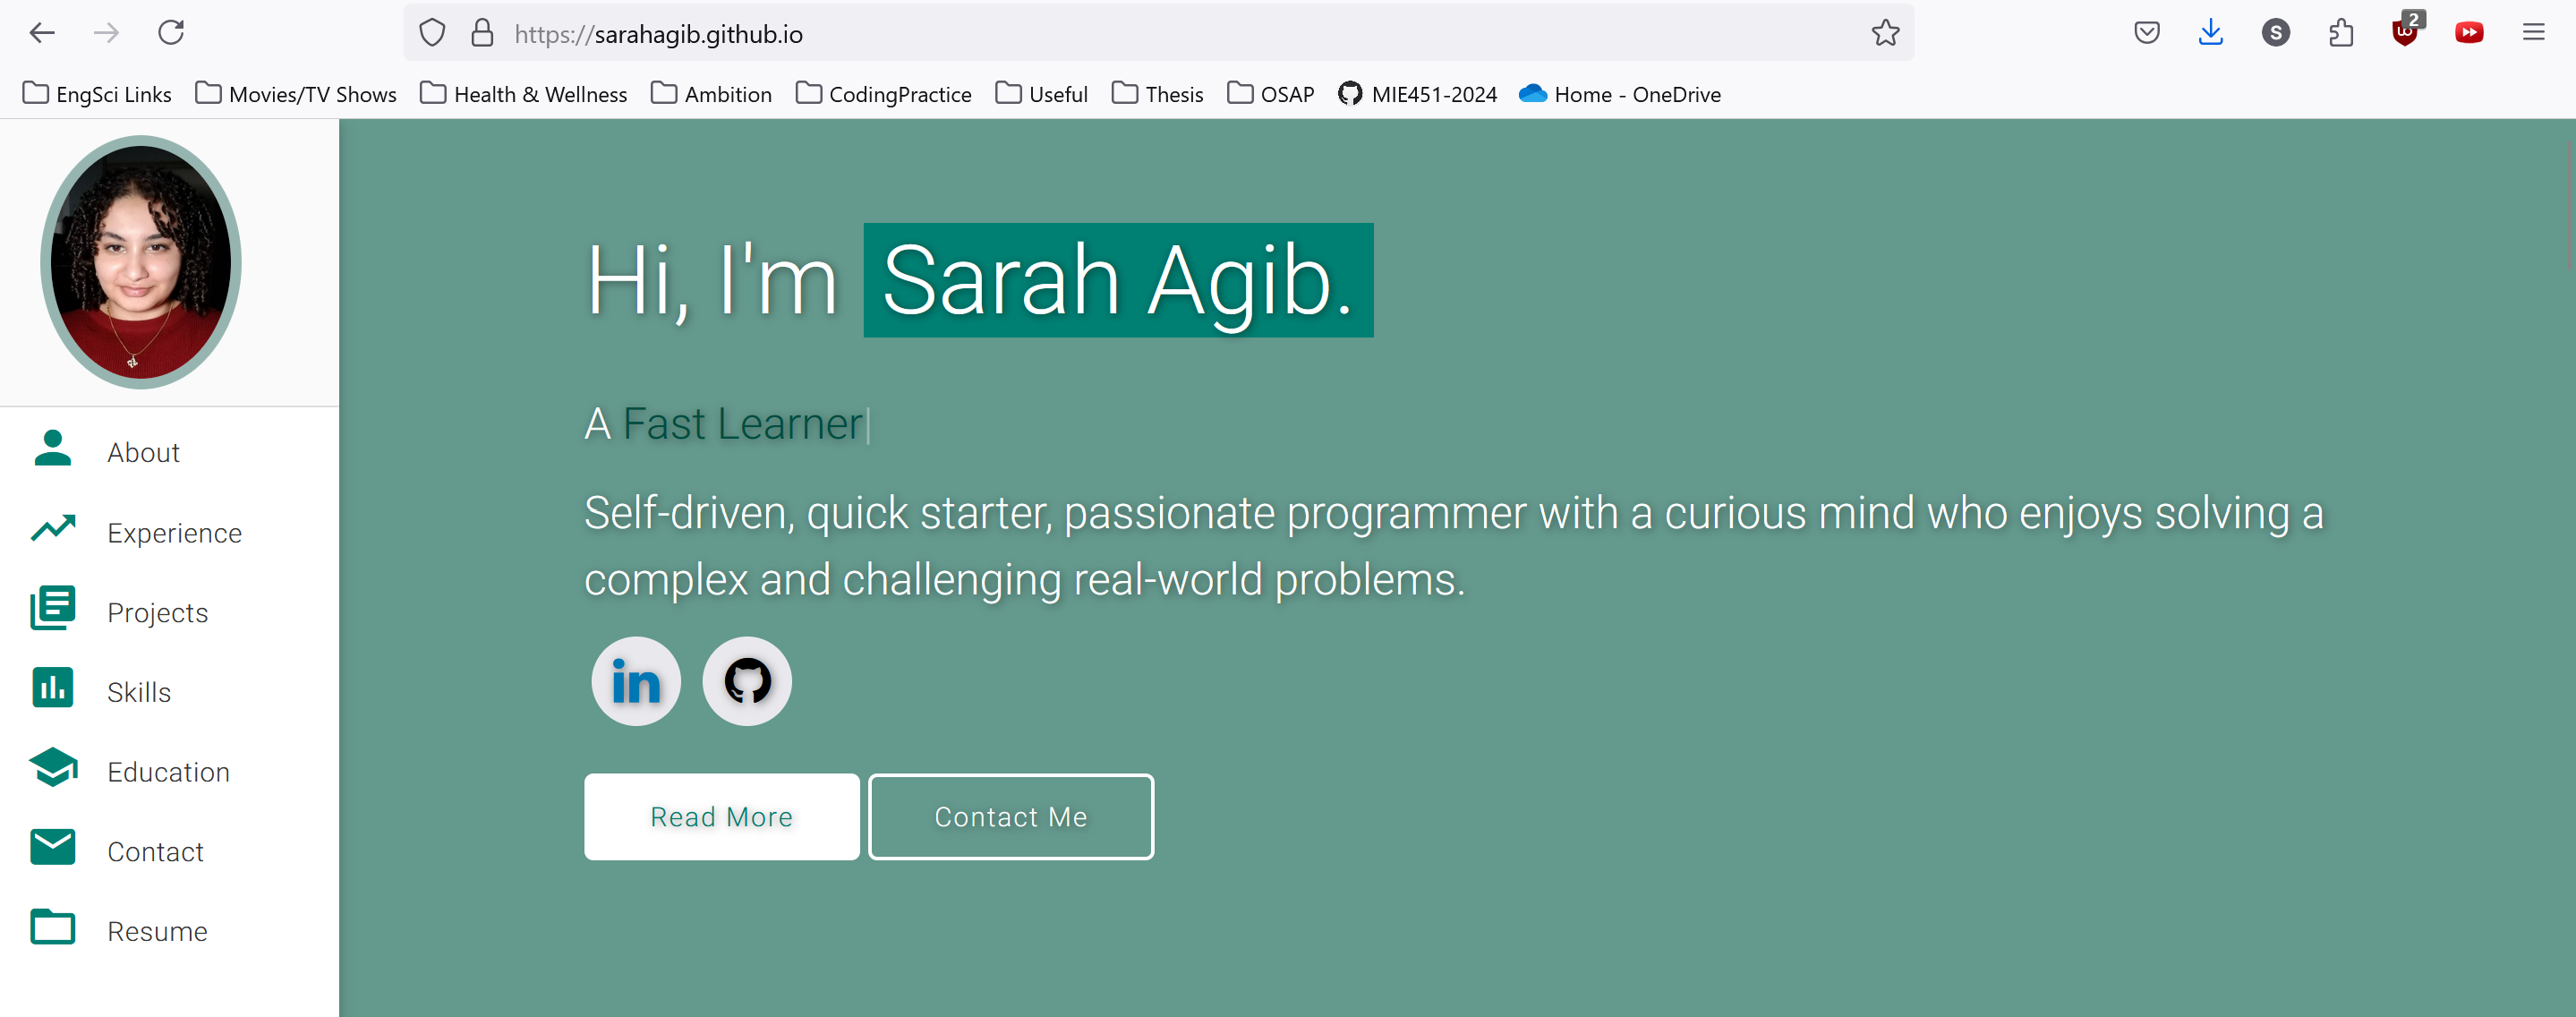 https://sarahagib.github.io
S
2
EngSci Links Movies/TV Shows Health & Wellness Ambition CodingPractice Useful Thesis OSAP MIE451-2024 Home - OneDrive
About
Experience
Projects
Skills
Education
Contact
Resume
Hi, I'm Sarah Agib.
A Fast Learner|
Self-driven, quick starter, passionate programmer with a curious mind who enjoys solving a
complex and challenging real-world problems.
in
Read More Contact Me